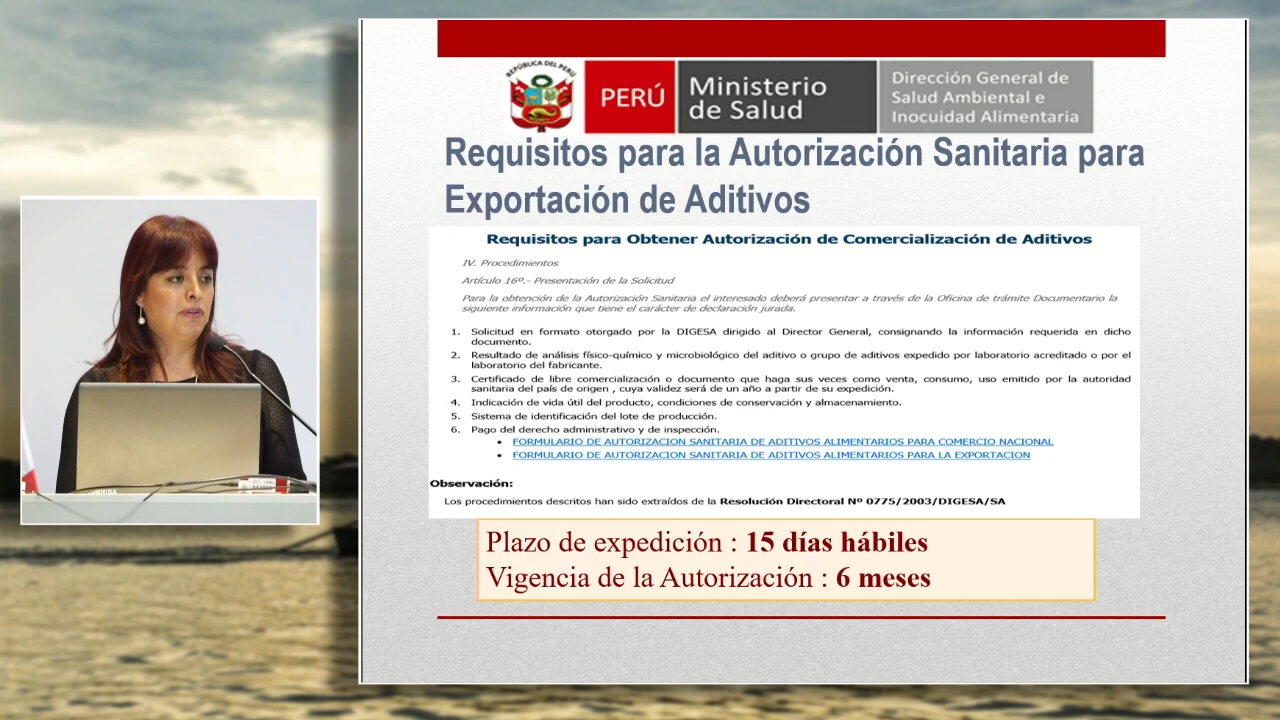 REPÚBLICA DEL PERÚ
PERÚ
Ministerio
de Salud
Dirección General de
Salud Ambiental e
Inocuidad Alimentaria
Requisitos para la Autorización Sanitaria para
Exportación de Aditivos
Requisitos para Obtener Autorización de Comercialización de Aditivos
IV. Procedimientos
Artículo 16º.- Presentación de la Solicitud
Para la obtención de la Autorización Sanitaria el interesado deberá presentar a través de la Oficina de trámite Documentario la
siguiente información que tiene el carácter de declaración jurada.
1. Solicitud en formato otorgado por la DIGESA dirigido al Director General, consignando la información requerida en dicho
documento.
2. Resultado de análisis físico-químico y microbiológico del aditivo o grupo de aditivos expedido por laboratorio acreditado o por el
laboratorio del fabricante.
3. Certificado de libre comercialización o documento que haga sus veces como venta, consumo, uso emitido por la autoridad
sanitaria del país de origen , cuya validez será de un año a partir de su expedición.
4. Indicación de vida útil del producto, condiciones de conservación y almacenamiento.
5. Sistema de identificación del lote de producción.
6. Pago del derecho administrativo y de inspección.
• FORMULARIO DE AUTORIZACION SANITARIA DE ADITIVOS ALIMENTARIOS PARA COMERCIO NACIONAL
• FORMULARIO DE AUTORIZACION SANITARIA DE ADITIVOS ALIMENTARIOS PARA LA EXPORTACION
Observación:
Los procedimientos descritos han sido extraídos de la Resolución Directoral Nº 0775/2003/DIGESA/SA
Plazo de expedición : 15 días hábiles
Vigencia de la Autorización : 6 meses
TOSHIBA